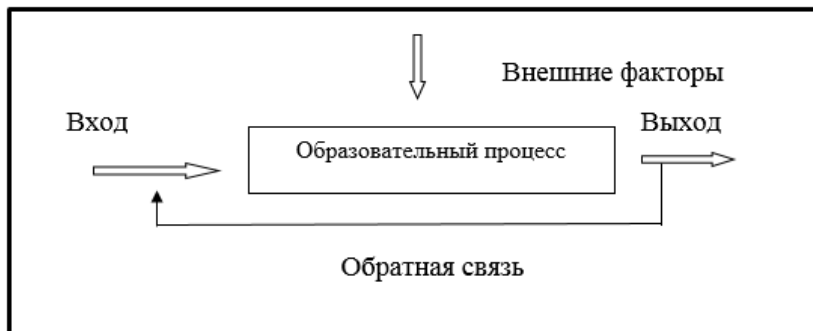 Внешние факторы
Вход
Выход
Образовательный процесс
Обратная связь